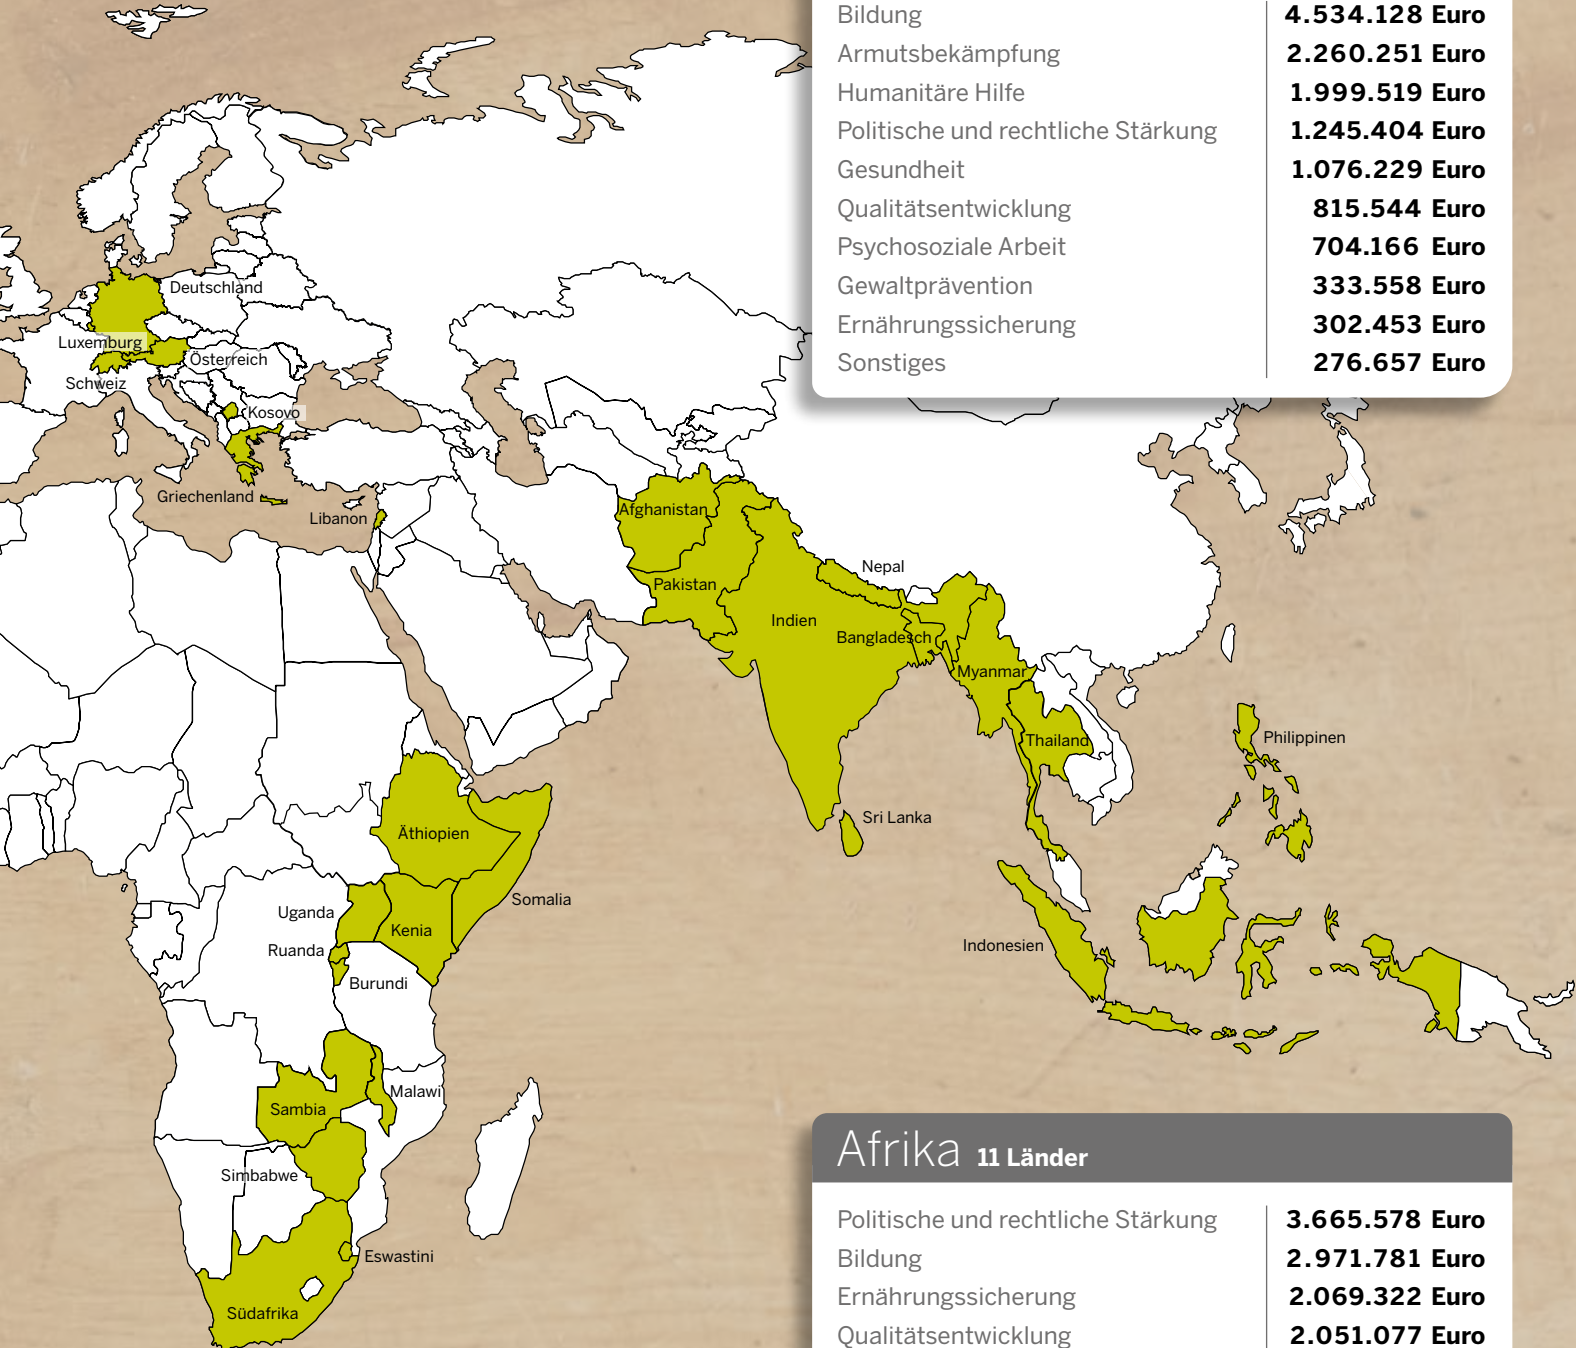 Bildung 4.534.128 Euro
Armutsbekämpfung 2.260.251 Euro
Humanitäre Hilfe 1.999.519 Euro
Politische und rechtliche Stärkung 1.245.404 Euro
Gesundheit 1.076.229 Euro
Qualitätsentwicklung 815.544 Euro
Psychosoziale Arbeit 704.166 Euro
Gewaltprävention 333.558 Euro
Ernährungssicherung 302.453 Euro
Sonstiges 276.657 Euro
Deutschland
Luxemburg
Österreich
Schweiz
Kosovo
Griechenland
Libanon
Afghanistan
Pakistan
Nepal
Indien
Bangladesch
Myanmar
Thailand
Philippinen
Sri Lanka
Äthiopien
Somalia
Uganda
Kenia
Ruanda
Indonesien
Burundi
Malawi
Sambia
Simbabwe
Eswastini
Südafrika
Afrika 11 Länder
Politische und rechtliche Stärkung 3.665.578 Euro
Bildung 2.971.781 Euro
Ernährungssicherung 2.069.322 Euro
Qualitätsentwicklung 2.051.077 Euro